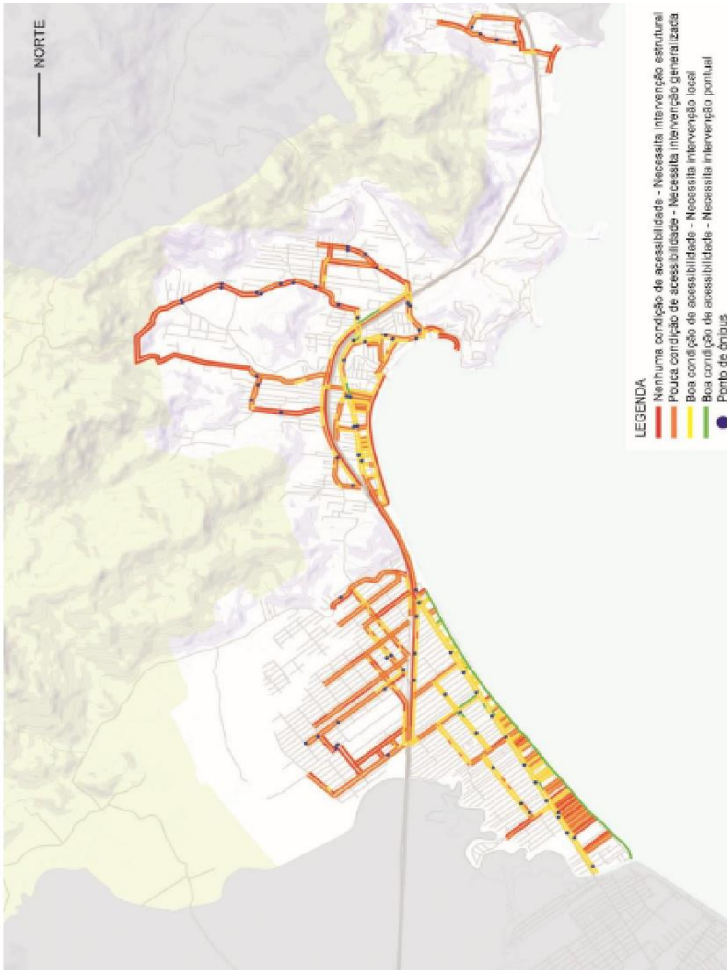 NORTE
LEGENDA
Nenhuma condição de acessibilidade - Necessita intervenção estrutural
Pouca condição de acessibilidade - Necessita intervenção generalizada
Boa condição de acessibilidade - Necessita intervenção local
Boa condição de acessibilidade - Necessita intervenção pontual
Ponto de ônibus